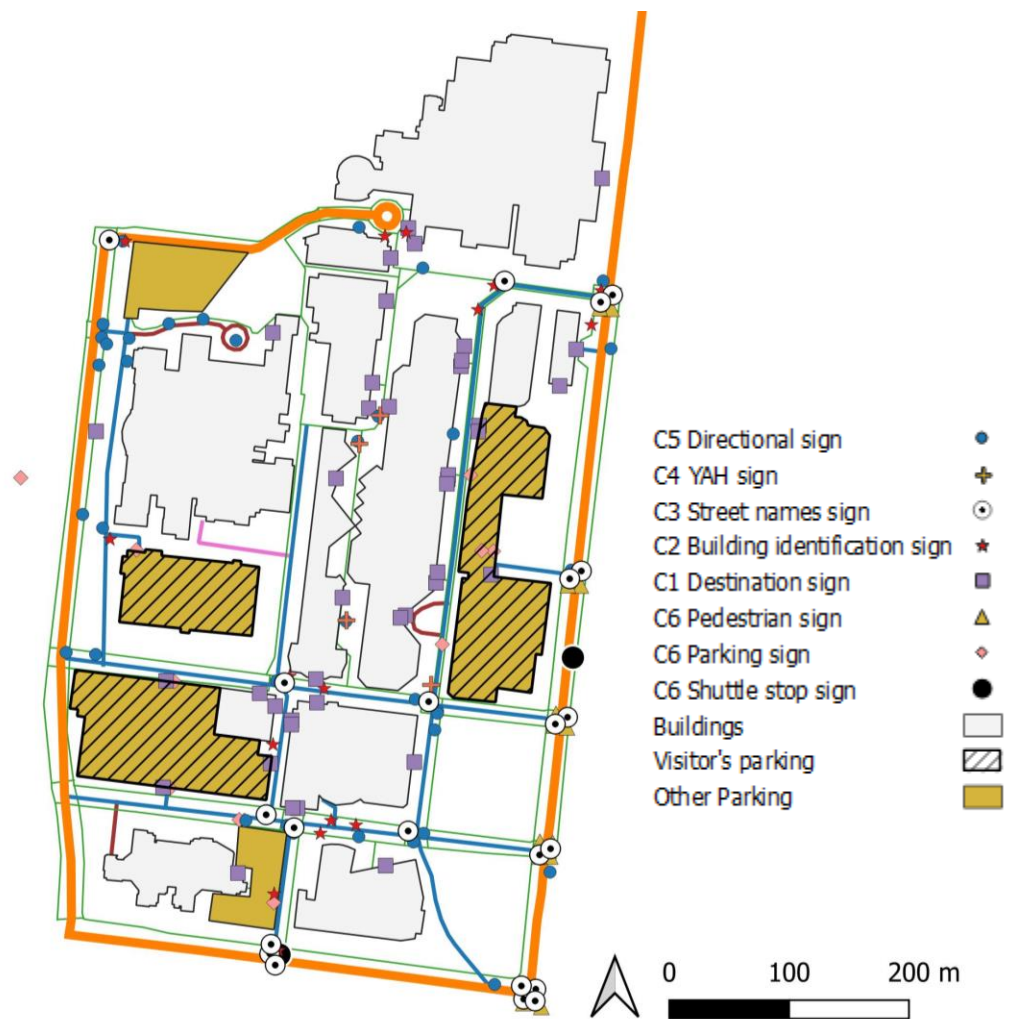 C5 Directional sign
C4 YAH sign
C3 Street names sign
C2 Building identification sign
C1 Destination sign
C6 Pedestrian sign
C6 Parking sign
C6 Shuttle stop sign
Buildings
Visitor's parking
Other Parking
0 100 200 m